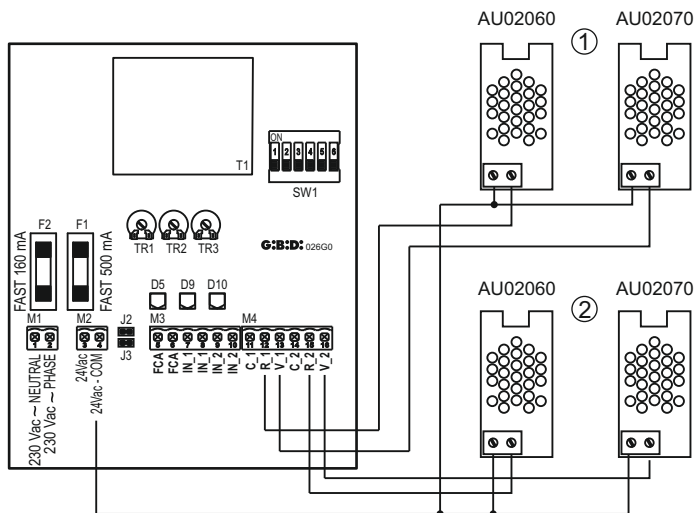 AU02060
AU02070
1
ON
1 2 3 4 5 6
T1
SW1
F2
F1
FAST 160 mA
FAST 500 mA
TR1
TR2
TR3
G:B:D: 026G0
D5
D9
D10
M1
M2
J2
J3
M3
M4
1 2
3 4
5 6 7 8 9 10
11 12 13 14 15 16
230 Vac ~ NEUTRAL
230 Vac ~ PHASE
24Vac
24Vac - COM
FCA
FCA
IN_1
IN_1
IN_2
IN_2
C_1
R_1
V_1
C_2
R_2
V_2
AU02060
AU02070
2